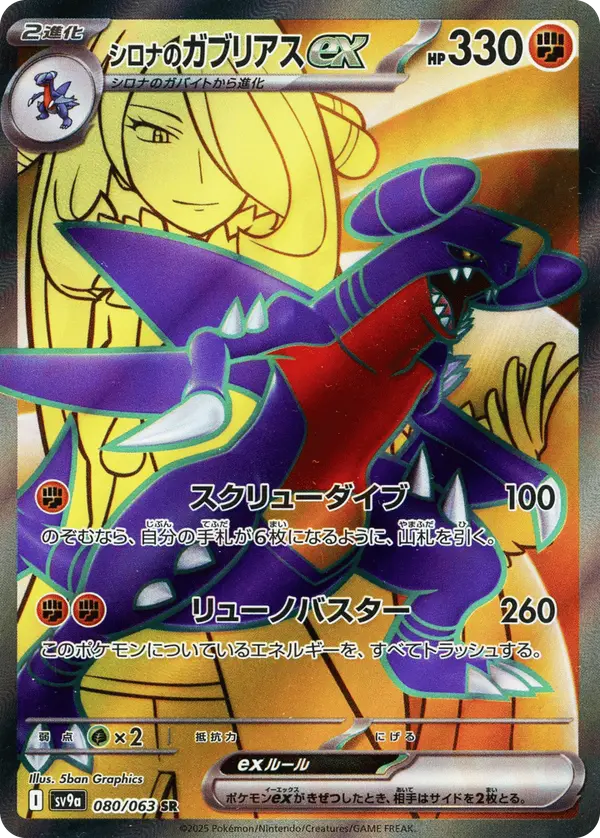 2進化
シロナのガブリアスex HP330
シロナのガバイトから進化
スクリューダイブ 100
のぞむなら、自分の手札が6枚になるように、山札を引く。
リューノバスター 260
このポケモンについているエネルギーを、すべてトラッシュする。
弱点 ×2 抵抗力 にげる
exルール
ポケモンexがきぜつしたとき、相手はサイドを2枚とる。
Illus. 5ban Graphics
I sv9a 080/063 SR
©2025 Pokémon/Nintendo/Creatures/GAME FREAK.